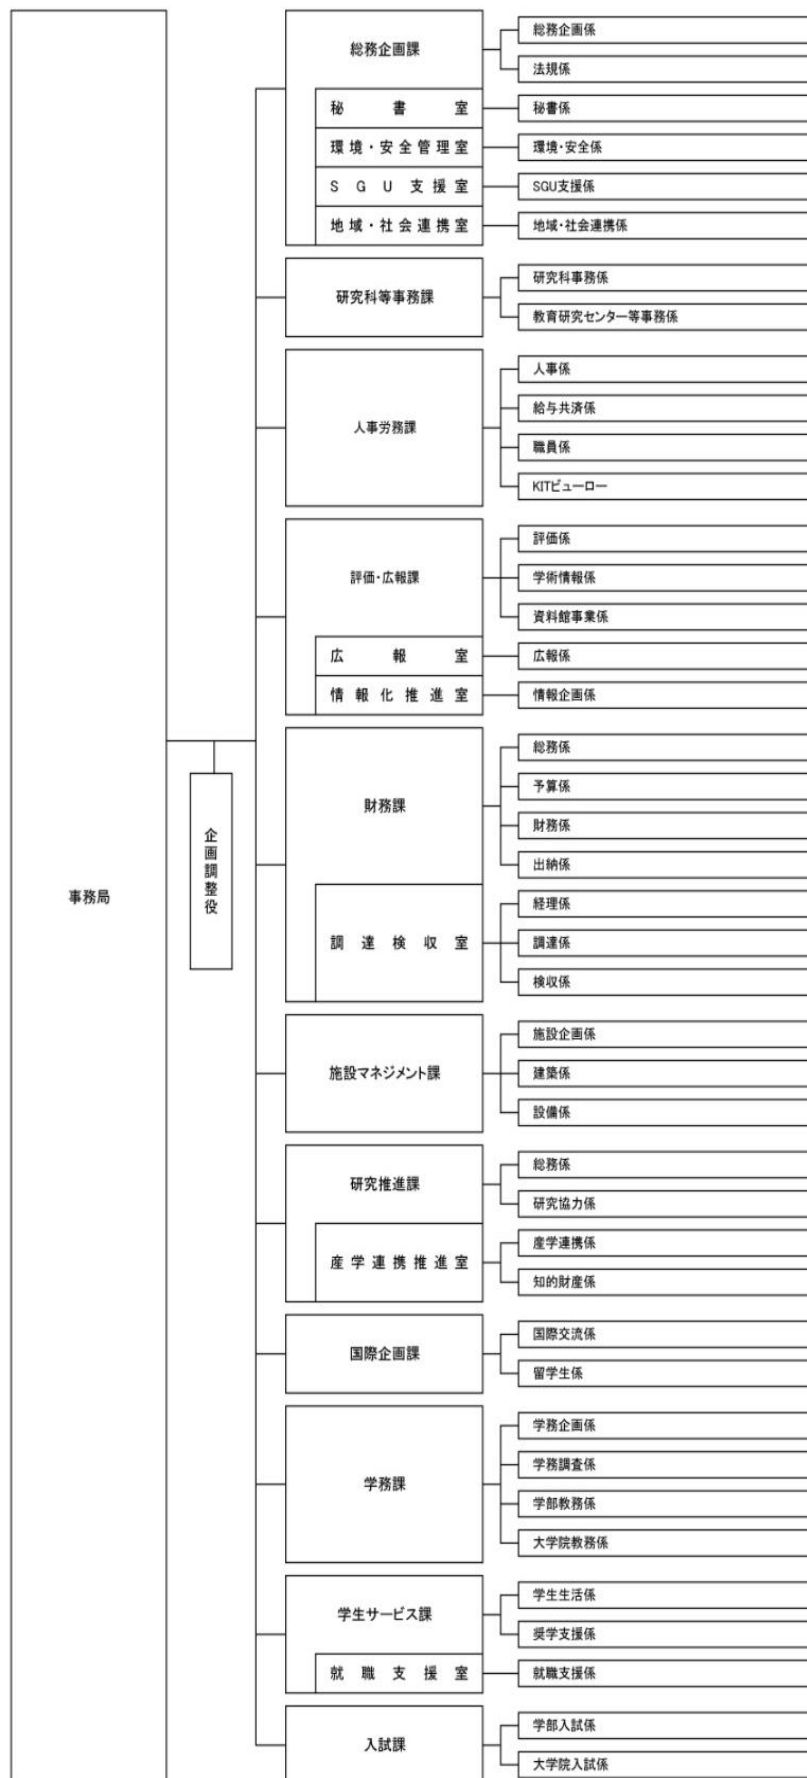 事務局
企画調整役
総務企画課
総務企画係
法規係
秘書室
秘書係
環境・安全管理室
環境・安全係
SGU支援室
SGU支援係
地域・社会連携室
地域・社会連携係
研究科等事務課
研究科事務係
教育研究センター等事務係
人事労務課
人事係
給与共済係
職員係
KITビューロー
評価・広報課
評価係
学術情報係
資料館事業係
広報室
広報係
情報化推進室
情報企画係
財務課
総務係
予算係
財務係
出納係
調達検収室
経理係
調達係
検収係
施設マネジメント課
施設企画係
建築係
設備係
研究推進課
総務係
研究協力係
産学連携推進室
産学連携係
知的財産係
国際企画課
国際交流係
留学生係
学務課
学務企画係
学務調査係
学部教務係
大学院教務係
学生サービス課
学生生活係
奨学支援係
就職支援室
就職支援係
入試課
学部入試係
大学院入試係